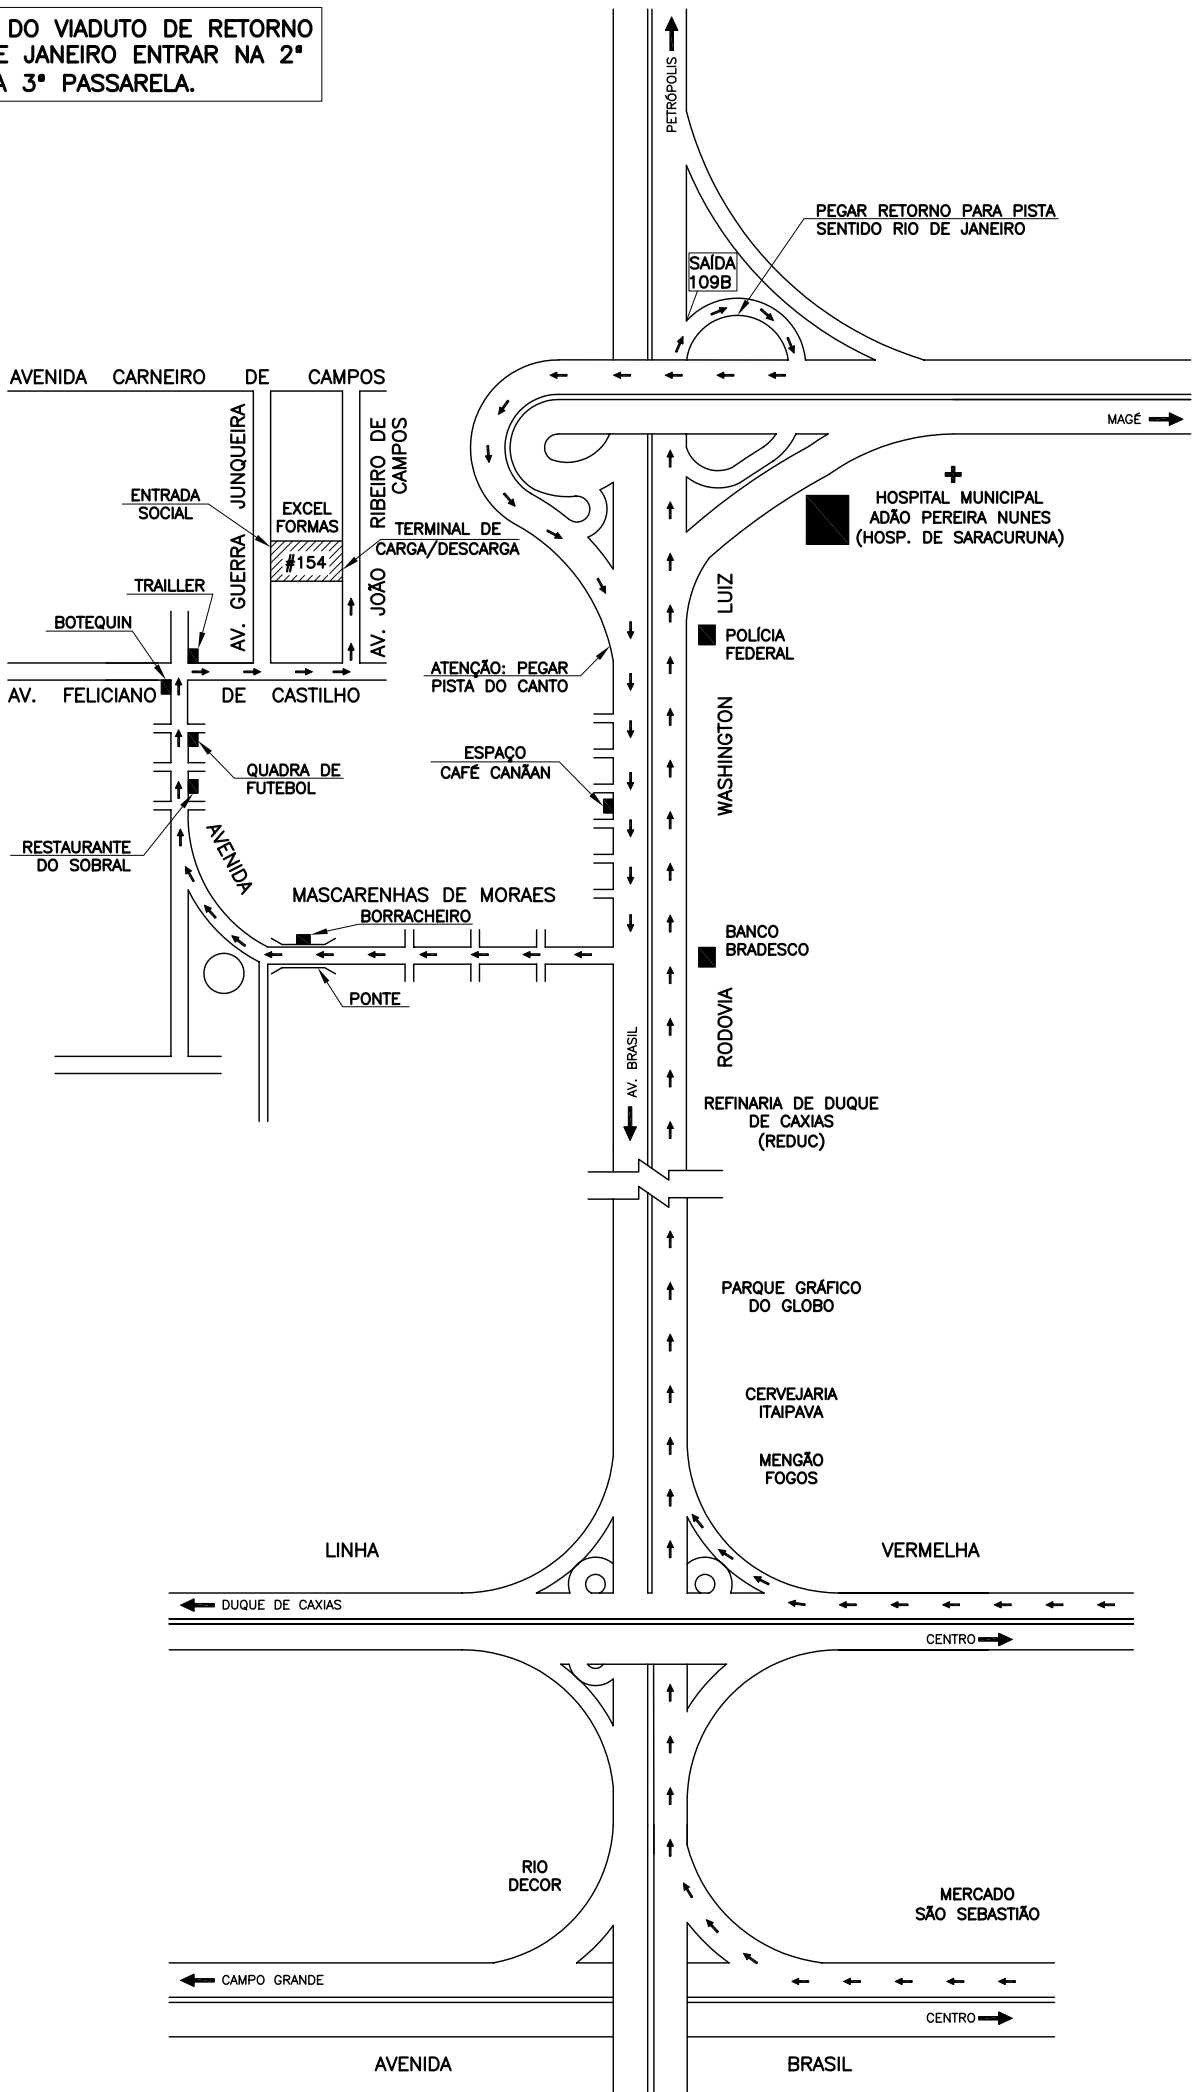 DO VIADUTO DE RETORNO
E JANEIRO ENTRAR NA 2ª
A 3ª PASSARELA.
PETRÓPOLIS
PEGAR RETORNO PARA PISTA
SENTIDO RIO DE JANEIRO
SAÍDA
109B
AVENIDA CARNEIRO DE CAMPOS
MAGÉ
AV. GUERRA JUNQUEIRA
AV. JOÃO RIBEIRO DE
CAMPOS
ENTRADA
SOCIAL
EXCEL
FORMAS
#154
TERMINAL DE
CARGA/DESCARGA
HOSPITAL MUNICIPAL
ADÃO PEREIRA NUNES
(HOSP. DE SARACURUNA)
TRAILLER
BOTEQUIN
AV. FELICIANO DE CASTILHO
ATENÇÃO: PEGAR
PISTA DO CANTO
POLÍCIA
FEDERAL
RODOVIA WASHINGTON LUIZ
ESPAÇO
CAFÉ CANÃAN
QUADRA DE
FUTEBOL
RESTAURANTE
DO SOBRAL
AVENIDA
MASCARENHAS DE MORAES
BORRACHEIRO
PONTE
BANCO
BRADESCO
AV. BRASIL
REFINARIA DE DUQUE
DE CAXIAS
(REDUC)
PARQUE GRÁFICO
DO GLOBO
CERVEJARIA
ITAIPAVA
MENGÃO
FOGOS
LINHA VERMELHA
DUQUE DE CAXIAS
CENTRO
RIO
DECOR
MERCADO
SÃO SEBASTIÃO
CAMPO GRANDE
CENTRO
AVENIDA BRASIL